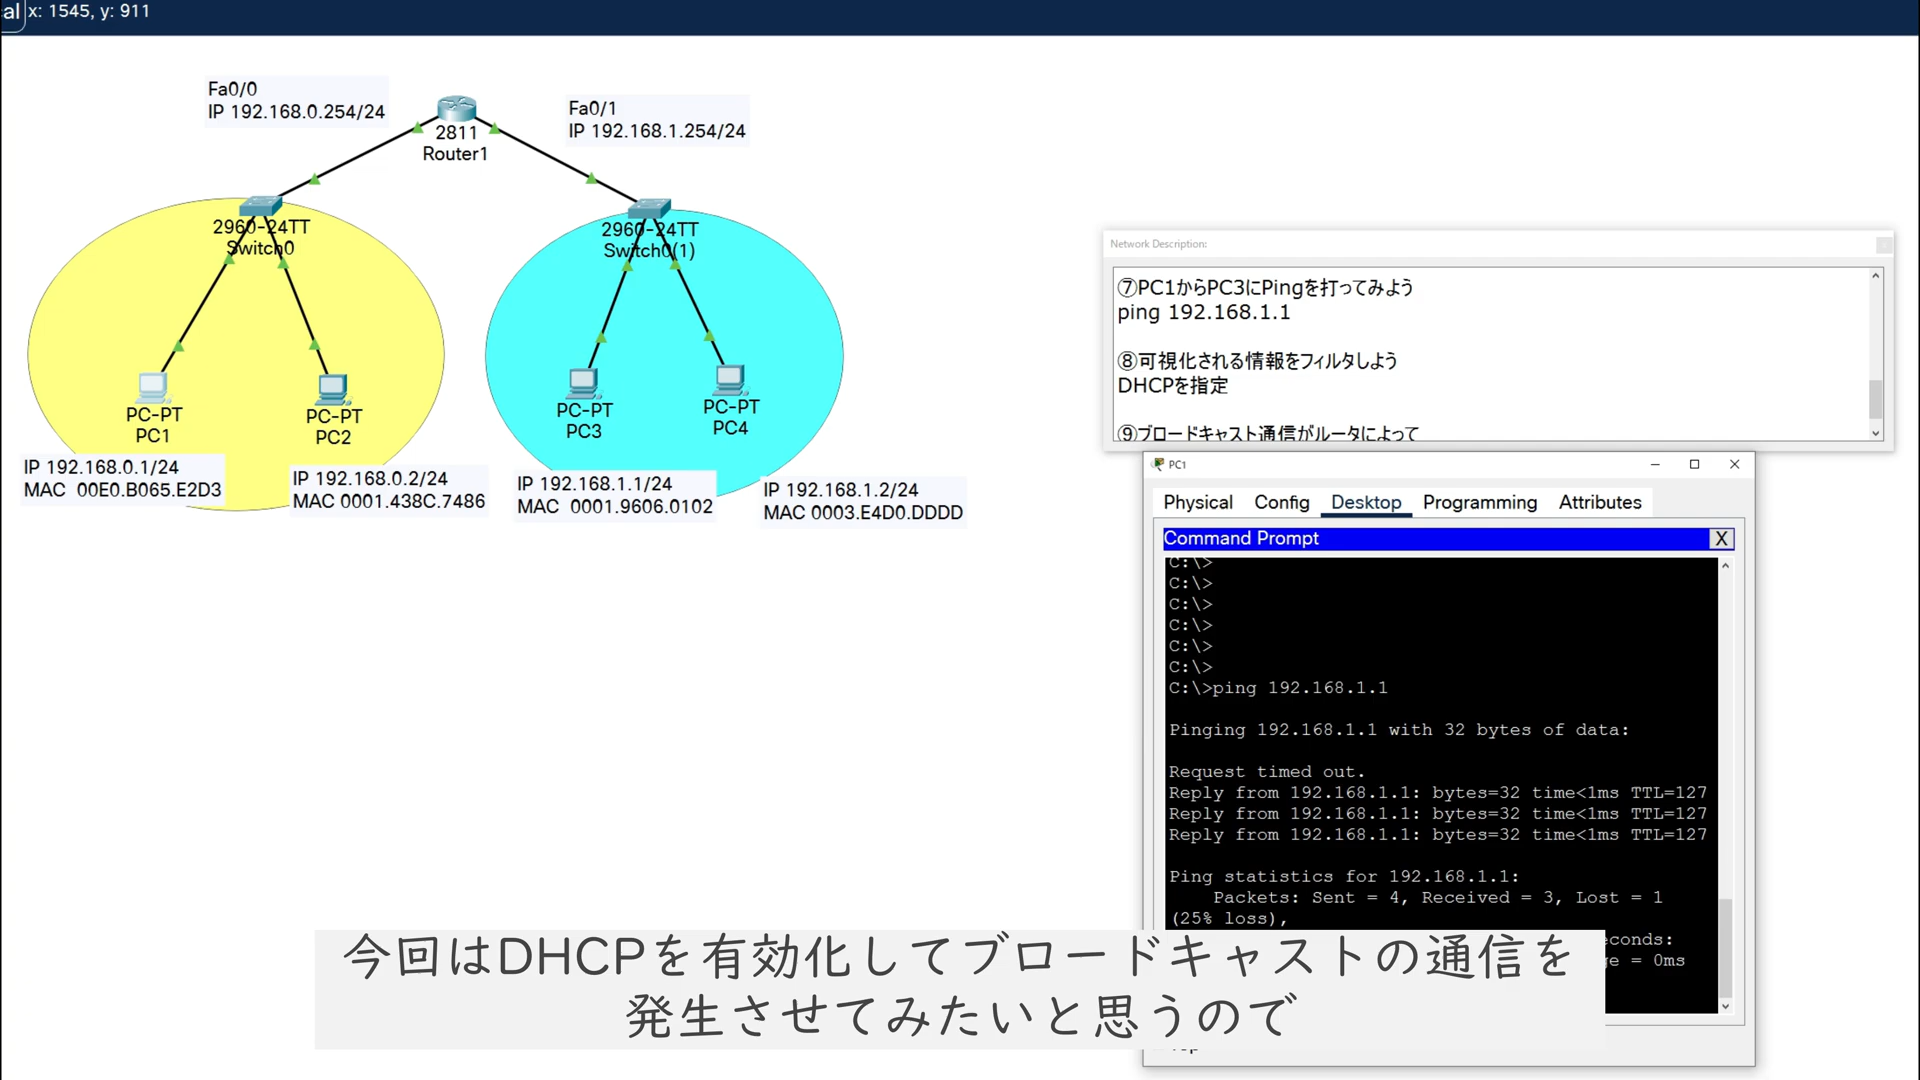 al x: 1545, y: 911
Fa0/0
IP 192.168.0.254/24
2811
Router1
Fa0/1
IP 192.168.1.254/24
2960-24TT
Switch0
2960-24TT
Switch0(1)
PC-PT
PC1
PC-PT
PC2
PC-PT
PC3
PC-PT
PC4
IP 192.168.0.1/24
MAC 00E0.B065.E2D3
IP 192.168.0.2/24
MAC 0001.438C.7486
IP 192.168.1.1/24
MAC 0001.9606.0102
IP 192.168.1.2/24
MAC 0003.E4D0.DDDD
Network Description:
⑦PC1からPC3にPingを打ってみよう
ping 192.168.1.1
⑧可視化される情報をフィルタしよう
DHCPを指定
⑨ブロードキャスト通信がルータによって
PC1
Physical Config Desktop Programming Attributes
Command Prompt X
C:\>
C:\>
C:\>
C:\>
C:\>
C:\>
C:\>ping 192.168.1.1
Pinging 192.168.1.1 with 32 bytes of data:
Request timed out.
Reply from 192.168.1.1: bytes=32 time<1ms TTL=127
Reply from 192.168.1.1: bytes=32 time<1ms TTL=127
Reply from 192.168.1.1: bytes=32 time<1ms TTL=127
Ping statistics for 192.168.1.1:
Packets: Sent = 4, Received = 3, Lost = 1
(25% loss),
econds:
ge = 0ms
今回はDHCPを有効化してブロードキャストの通信を
発生させてみたいと思うので